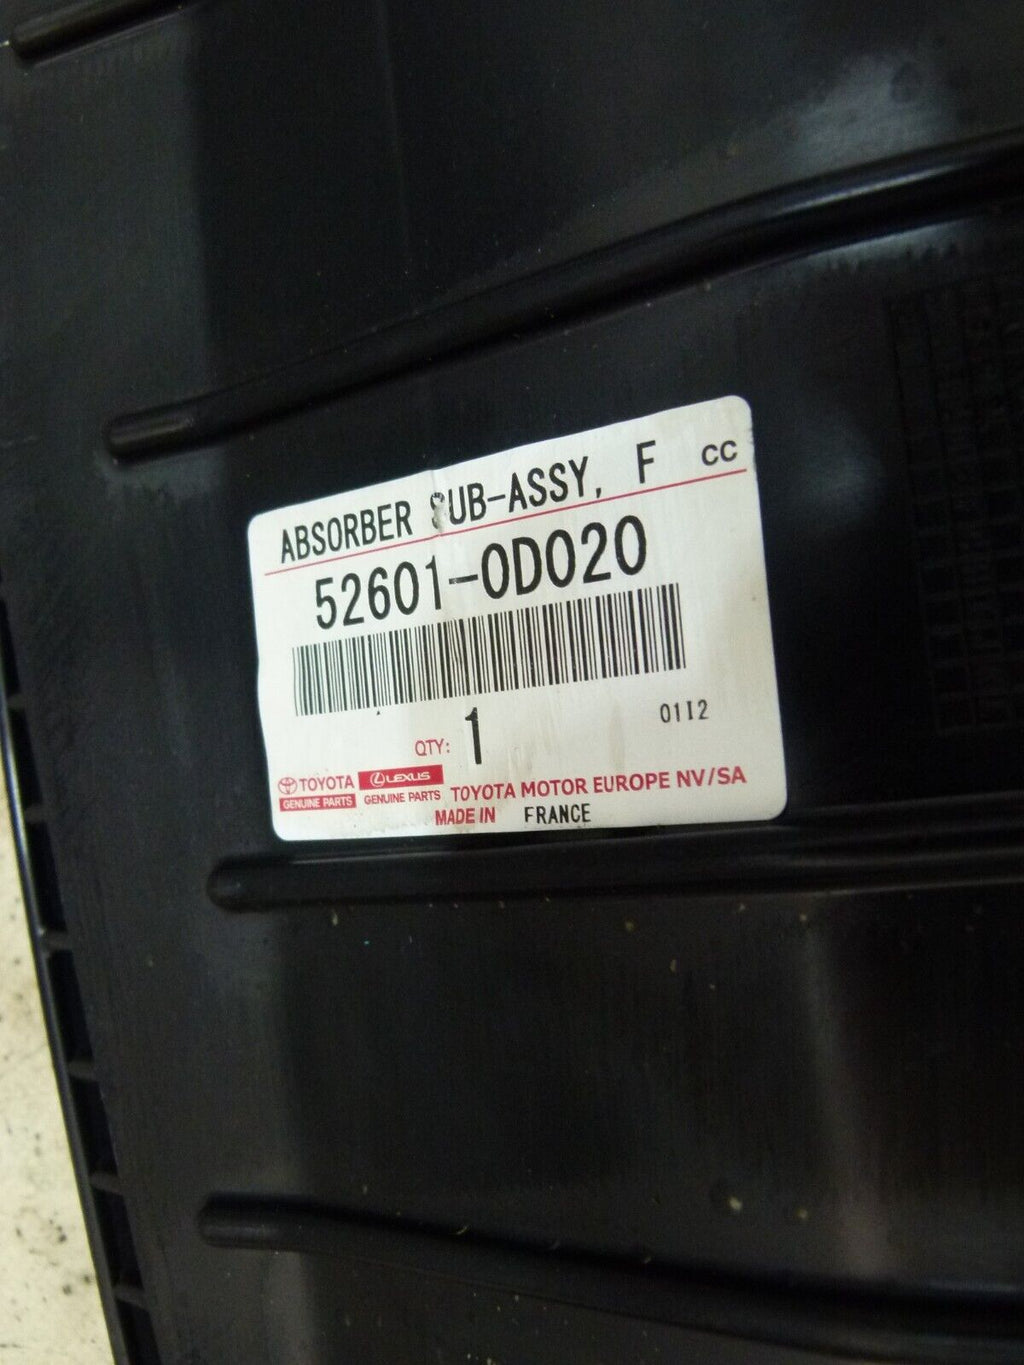 ABSORBER SUB-ASSY, F CC
52601-0D020
QTY: 1 01I2
TOYOTA LEXUS
GENUINE PARTS GENUINE PARTS TOYOTA MOTOR EUROPE NV/SA
MADE IN FRANCE